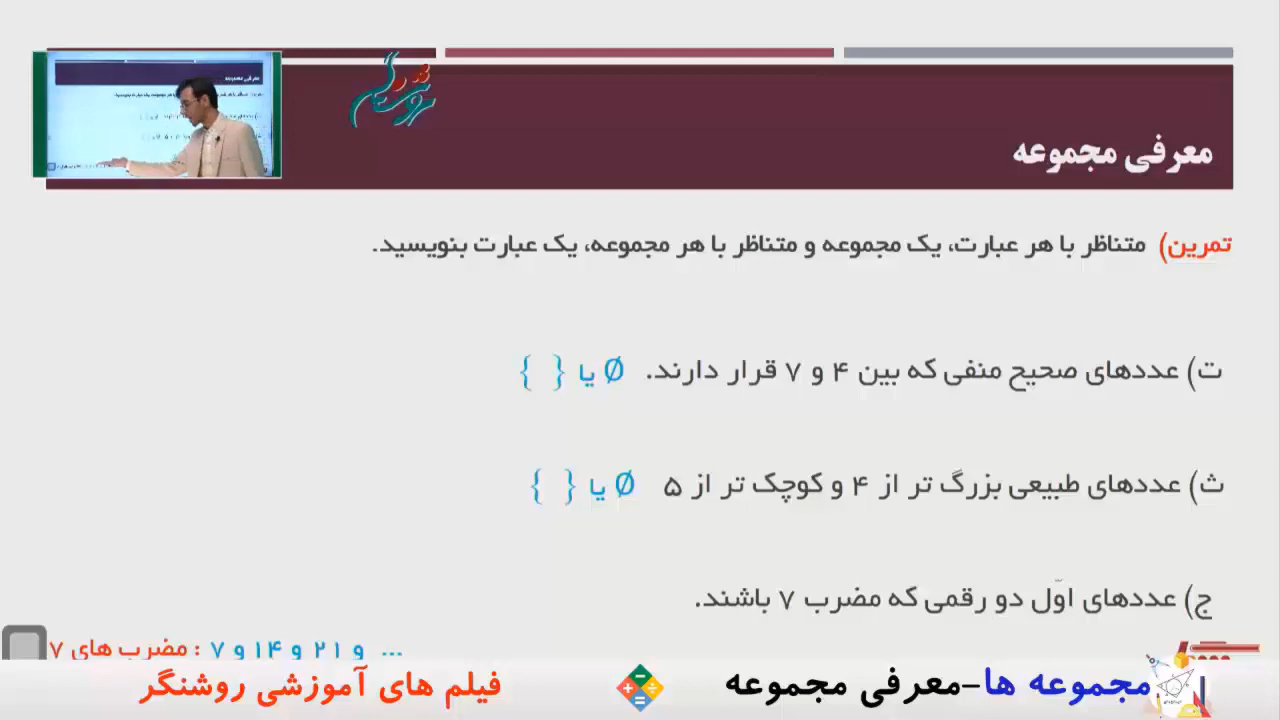 معرفی مجموعه
تمرین) متناظر با هر عبارت، یک مجموعه و متناظر با هر مجموعه، یک عبارت بنویسید.
ت) عددهای صحیح منفی که بین ۴ و ۷ قرار دارند. Ø یا { }
ث) عددهای طبیعی بزرگ تر از ۴ و کوچک تر از ۵ Ø یا { }
ج) عددهای اوّل دو رقمی که مضرب ۷ باشند.
مضرب های ۷ : ۷ و ۱۴ و ۲۱ و ...
مجموعه ها-معرفی مجموعه
فیلم های آموزشی روشنگر